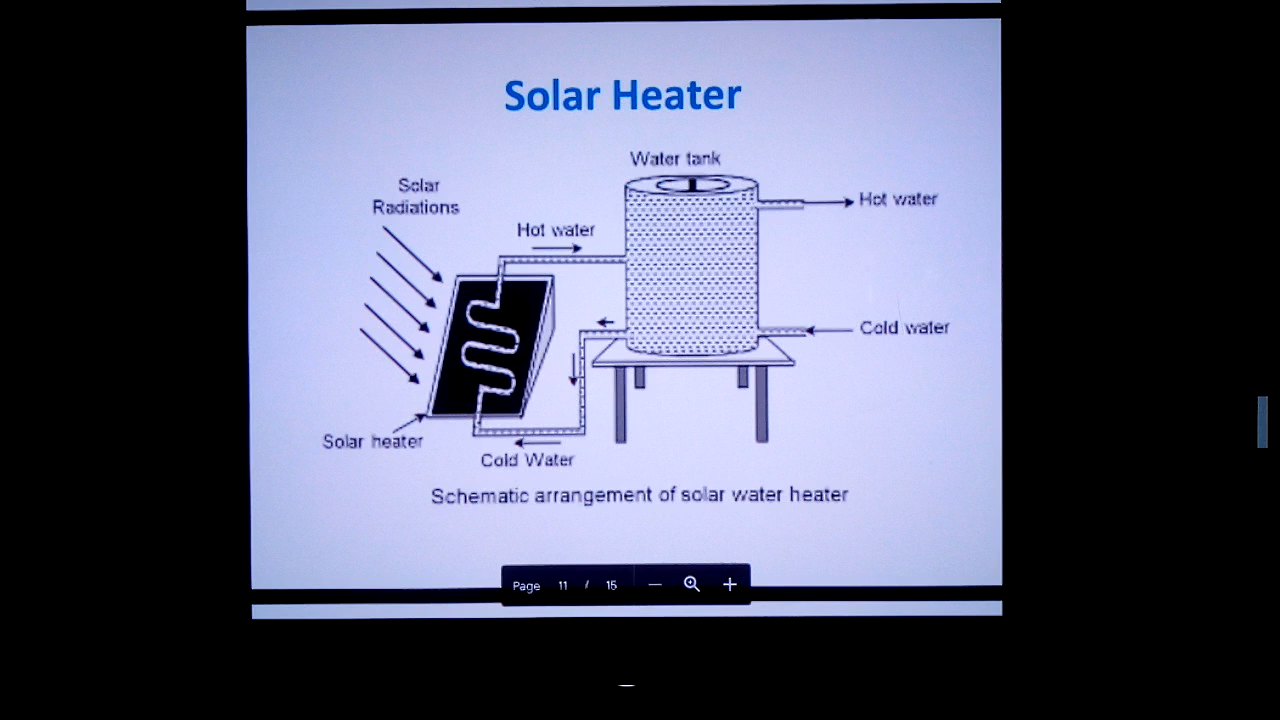 Solar Heater
Water tank
Solar
Radiations
Hot water
Hot water
Cold water
Solar heater
Cold Water
Schematic arrangement of solar water heater
Page 11 / 15